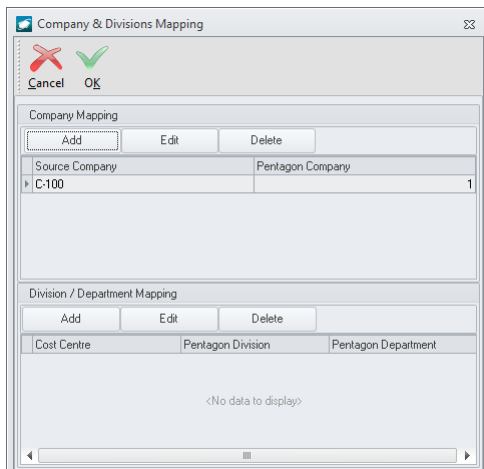 Company & Divisions Mapping
Cancel OK
Company Mapping
Add Edit Delete
Source Company Pentagon Company
C-100 1
Division / Department Mapping
Add Edit Delete
Cost Centre Pentagon Division Pentagon Department
<No data to display>